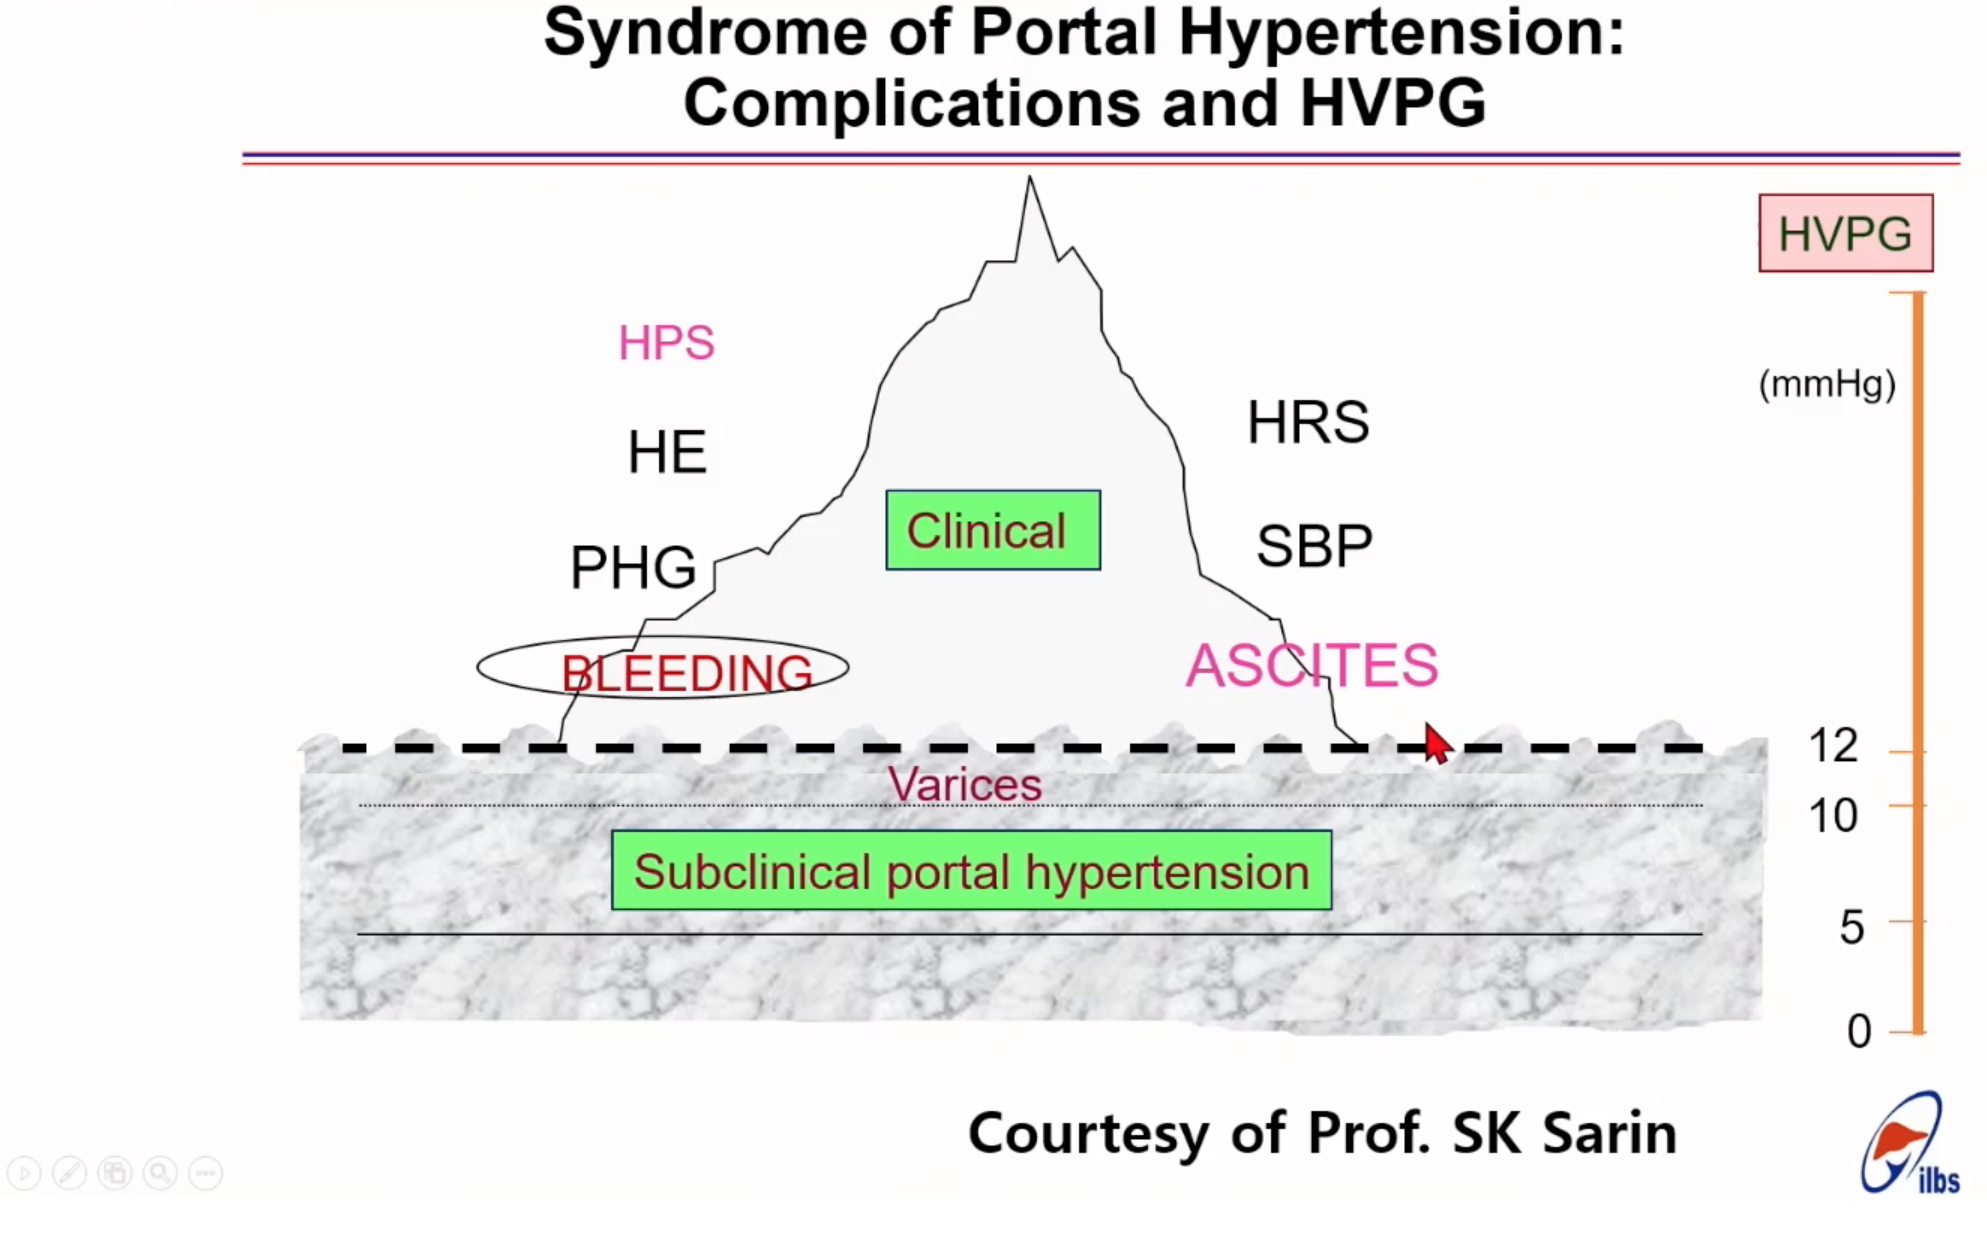 Syndrome of Portal Hypertension:
Complications and HVPG
HVPG
(mmHg)
HPS
HRS
HE
Clinical
SBP
PHG
BLEEDING
ASCITES
12
Varices
10
Subclinical portal hypertension
5
0
Courtesy of Prof. SK Sarin
ilbs